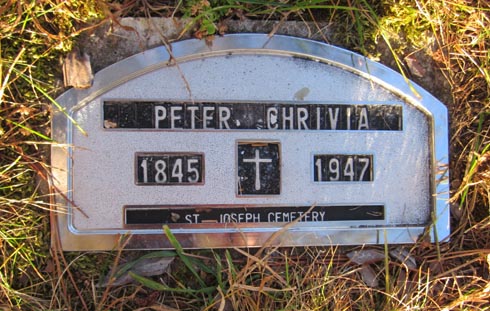 PETER. CHRIVIA
1845 1947
ST—JOSEPH CEMETERY